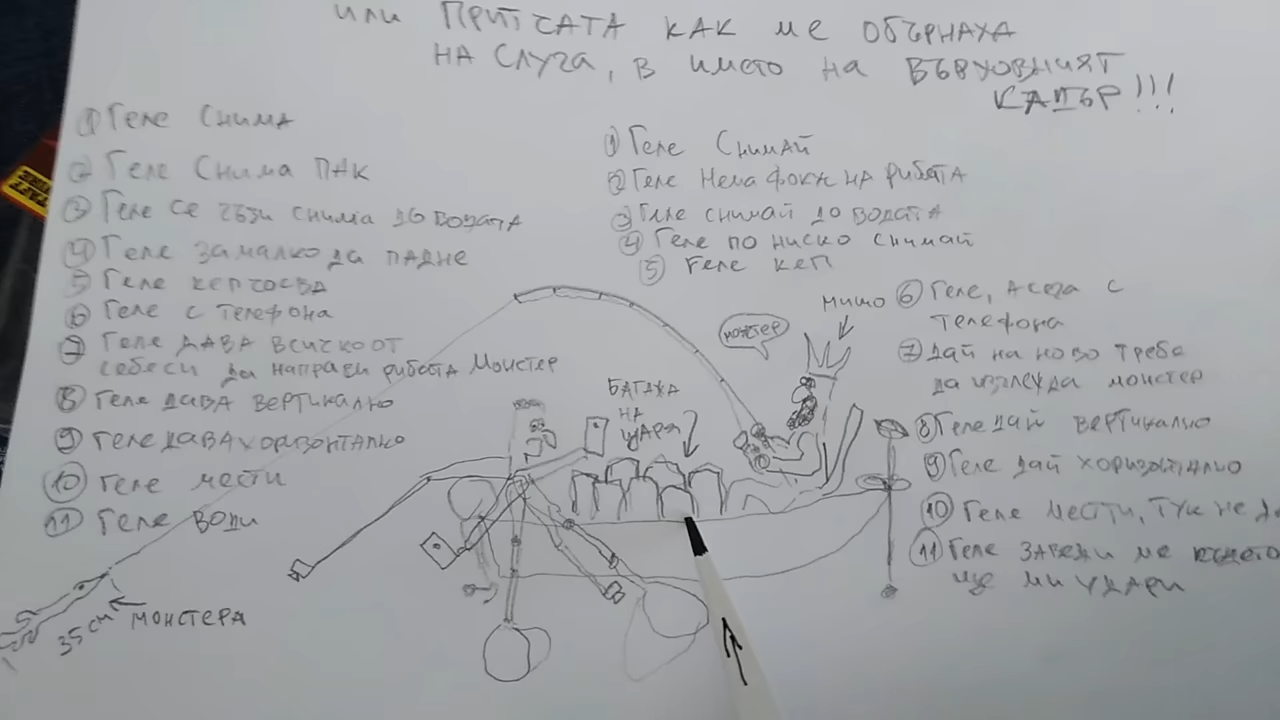 или ПРИТЧАТА КАК МЕ ОБЪРНАХА
НА СЛУГА, В ИМЕТО НА ВЪРХОВНИЯТ
КАДЪР!!!
1 Геле СНИМА
2 Геле СНИМА ПАК
3 Геле се гъзи снима до водата
4 Геле за малко да падне
5 Геле кепчосва
6 Геле с телефона
7 Геле ДАВА ВСИЧКО ОТ
себеси да направи рибата Монстер
8 Геле дава вертикално
9 Геле дава хоризонтално
10 Геле мести
11 Геле води
1 Геле Снимай
2 Геле Нема фокус НА рибата
3 Геле снимай до водата
4 Геле по ниско снимай
5 Геле кеп
6 Геле, А сега с
телефона
7 ДАЙ на ново треба
да изглежда монстер
8 Геле дай вертикално
9 Геле дай хоризонтално
10 Геле мести, тук не
11 Геле заведи ме където
ще ми удари
мишо
монстер
БАГАЖА
НА
ЦАРЯ
35 см
МОНСТЕРА